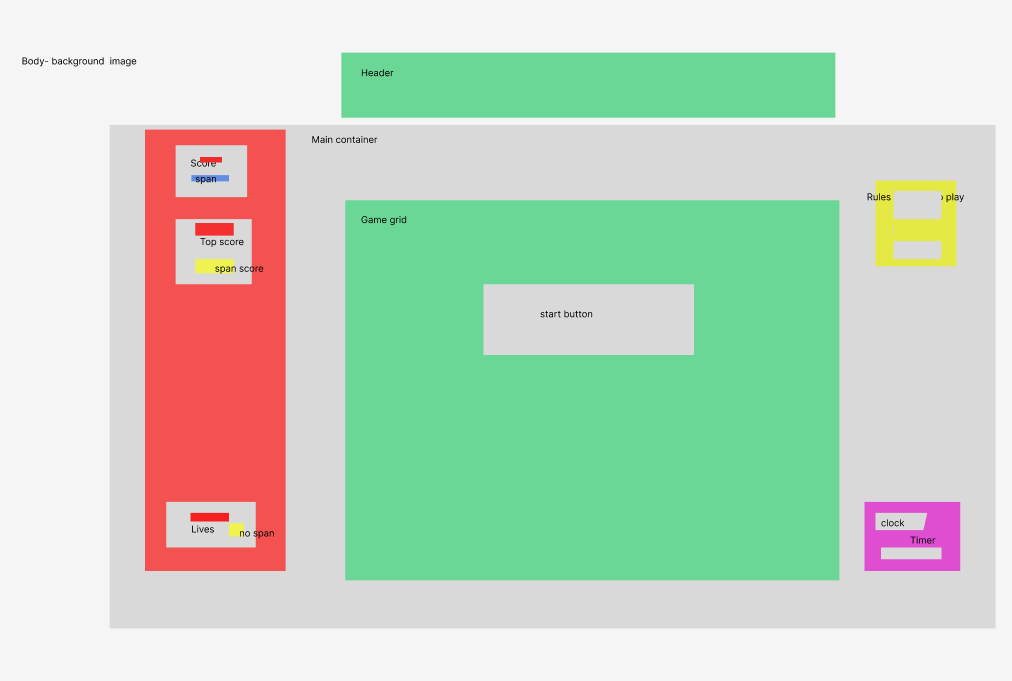 Body- background  image
Header
Main container
Score
span
Top score
span score
Lives
no span
Game grid
start button
Rules play
clock
Timer